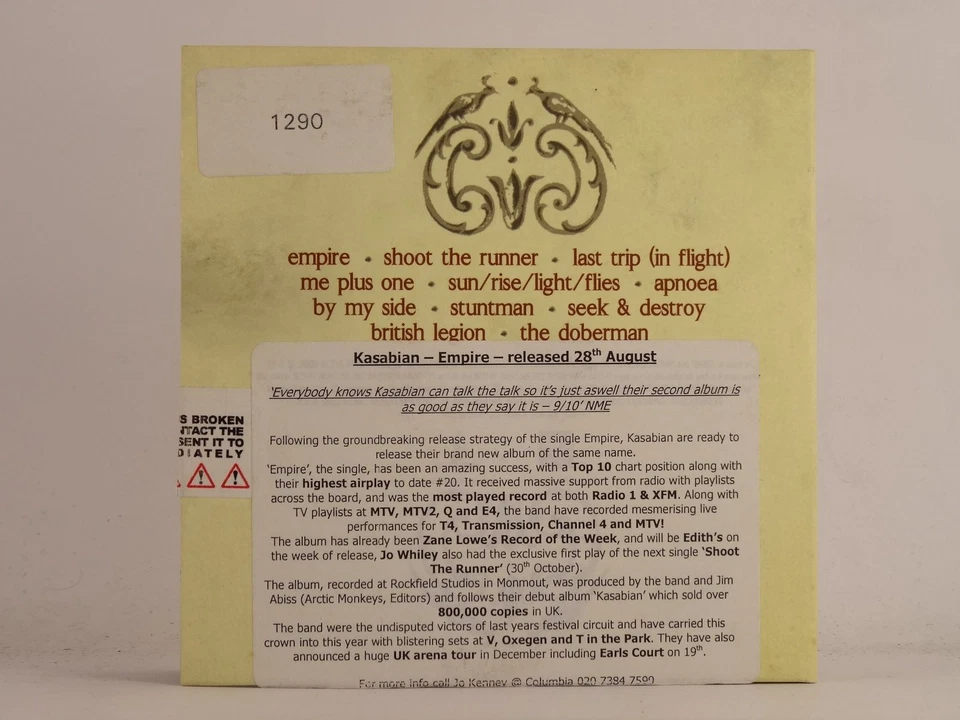 1290
empire • shoot the runner • last trip (in flight)
me plus one • sun/rise/light/flies • apnoea
by my side • stuntman • seek & destroy
british legion • the doberman
Kasabian – Empire – released 28th August
'Everybody knows Kasabian can talk the talk so it's just aswell their second album is
as good as they say it is – 9/10' NME
S BROKEN
NTACT THE
SENT IT TO
DIATELY
Following the groundbreaking release strategy of the single Empire, Kasabian are ready to
release their brand new album of the same name.
'Empire', the single, has been an amazing success, with a Top 10 chart position along with
their highest airplay to date #20. It received massive support from radio with playlists
across the board, and was the most played record at both Radio 1 & XFM. Along with
TV playlists at MTV, MTV2, Q and E4, the band have recorded mesmerising live
performances for T4, Transmission, Channel 4 and MTV!
The album has already been Zane Lowe's Record of the Week, and will be Edith's on
the week of release, Jo Whiley also had the exclusive first play of the next single 'Shoot
The Runner' (30th October).
The album, recorded at Rockfield Studios in Monmout, was produced by the band and Jim
Abiss (Arctic Monkeys, Editors) and follows their debut album 'Kasabian' which sold over
800,000 copies in UK.
The band were the undisputed victors of last years festival circuit and have carried this
crown into this year with blistering sets at V, Oxegen and T in the Park. They have also
announced a huge UK arena tour in December including Earls Court on 19th.
For more info call Jo Kenney @ Columbia 020 7384 7590